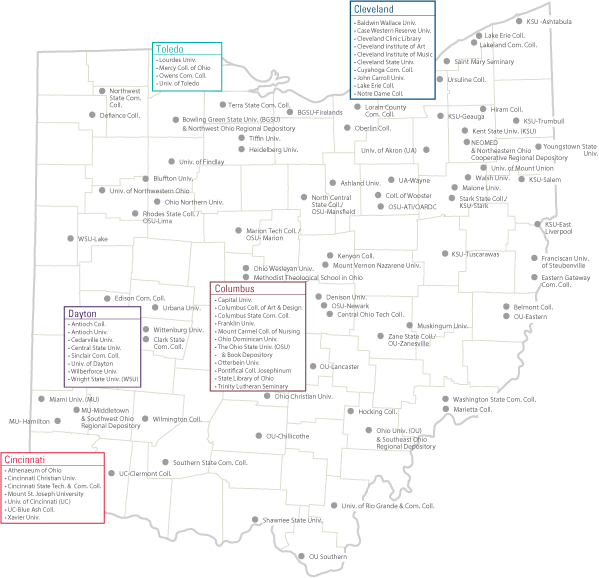 Cleveland
• Baldwin Wallace Univ.
• Case Western Reserve Univ.
• Cleveland Clinic Library
• Cleveland Institute of Art
• Cleveland Institute of Music
• Cleveland State Univ.
• Cuyahoga Com. Coll.
• John Carroll Univ.
• Lake Erie Coll.
• Notre Dame Coll.
KSU -Ashtabula
Lake Erie Coll.
Lakeland Com. Coll.
Saint Mary Seminary
Ursuline Coll.
Toledo
• Lourdes Univ.
• Mercy Coll. of Ohio
• Owens Com. Coll.
• Univ. of Toledo
Northwest
State Com.
Coll.
Defiance Coll.
Terra State Com. Coll.
BGSU-Firelands
Bowling Green State Univ. (BGSU)
& Northwest Ohio Regional Depository
Tiffin Univ.
Heidelberg Univ.
Lorain County
Com. Coll.
Oberlin Coll.
KSU-Geauga
Hiram Coll.
KSU-Trumbull
Kent State Univ. (KSU)
NEOMED
& Northeastern Ohio
Cooperative Regional Depository
Youngstown State
Univ.
Univ. of Akron (UA)
Univ. of Findlay
Bluffton Univ.
Univ. of Northwestern Ohio
Ohio Northern Univ.
Rhodes State Coll. /
OSU-Lima
Ashland Univ.
North Central
State Coll./
OSU-Mansfield
UA-Wayne
Coll. of Wooster
OSU-ATI/OARDC
Univ. of Mount Union
Walsh Univ.
KSU-Salem
Malone Univ.
Stark State Coll./
KSU-Stark
KSU-East
Liverpool
WSU-Lake
Marion Tech Coll. /
OSU- Marion
Kenyon Coll.
Mount Vernon Nazarene Univ.
KSU-Tuscarawas
Franciscan Univ.
of Steubenville
Eastern Gateway
Com. Coll.
Ohio Wesleyan Univ.
Methodist Theological School in Ohio
Columbus
• Capital Univ.
• Columbus Coll. of Art & Design
• Columbus State Com. Coll.
• Franklin Univ.
• Mount Carmel Coll. of Nursing
• Ohio Dominican Univ.
• The Ohio State Univ. (OSU)
& Book Depository
• Otterbein Univ.
• Pontifical Coll. Josephinum
• State Library of Ohio
• Trinity Lutheran Seminary
Denison Univ.
OSU-Newark
Central Ohio Tech Coll.
Belmont Coll.
OU-Eastern
Muskingum Univ.
Zane State Coll./
OU-Zanesville
Edison Com. Coll.
Urbana Univ.
Wittenburg Univ.
Clark State
Com. Coll.
Dayton
• Antioch Coll.
• Antioch Univ.
• Cedarville Univ.
• Central State Univ.
• Sinclair Com. Coll.
• Univ. of Dayton
• Wilberforce Univ.
• Wright State Univ. (WSU)
OU-Lancaster
Ohio Christian Univ.
Miami Univ. (MU)
MU-Middletown
& Southwest Ohio
Regional Depository
MU- Hamilton
Wilmington Coll.
Hocking Coll.
Washington State Com. Coll.
Marietta Coll.
OU-Chillicothe
Ohio Univ. (OU)
& Southeast Ohio
Regional Depository
Cincinnati
• Athenaeum of Ohio
• Cincinnati Christian Univ.
• Cincinnati State Tech. & Com. Coll.
• Mount St. Joseph University
• Univ. of Cincinnati (UC)
• UC-Blue Ash Coll.
• Xavier Univ.
Southern State Com. Coll.
UC-Clermont Coll.
Univ. of Rio Grande & Com. Coll.
Shawnee State Univ.
OU Southern